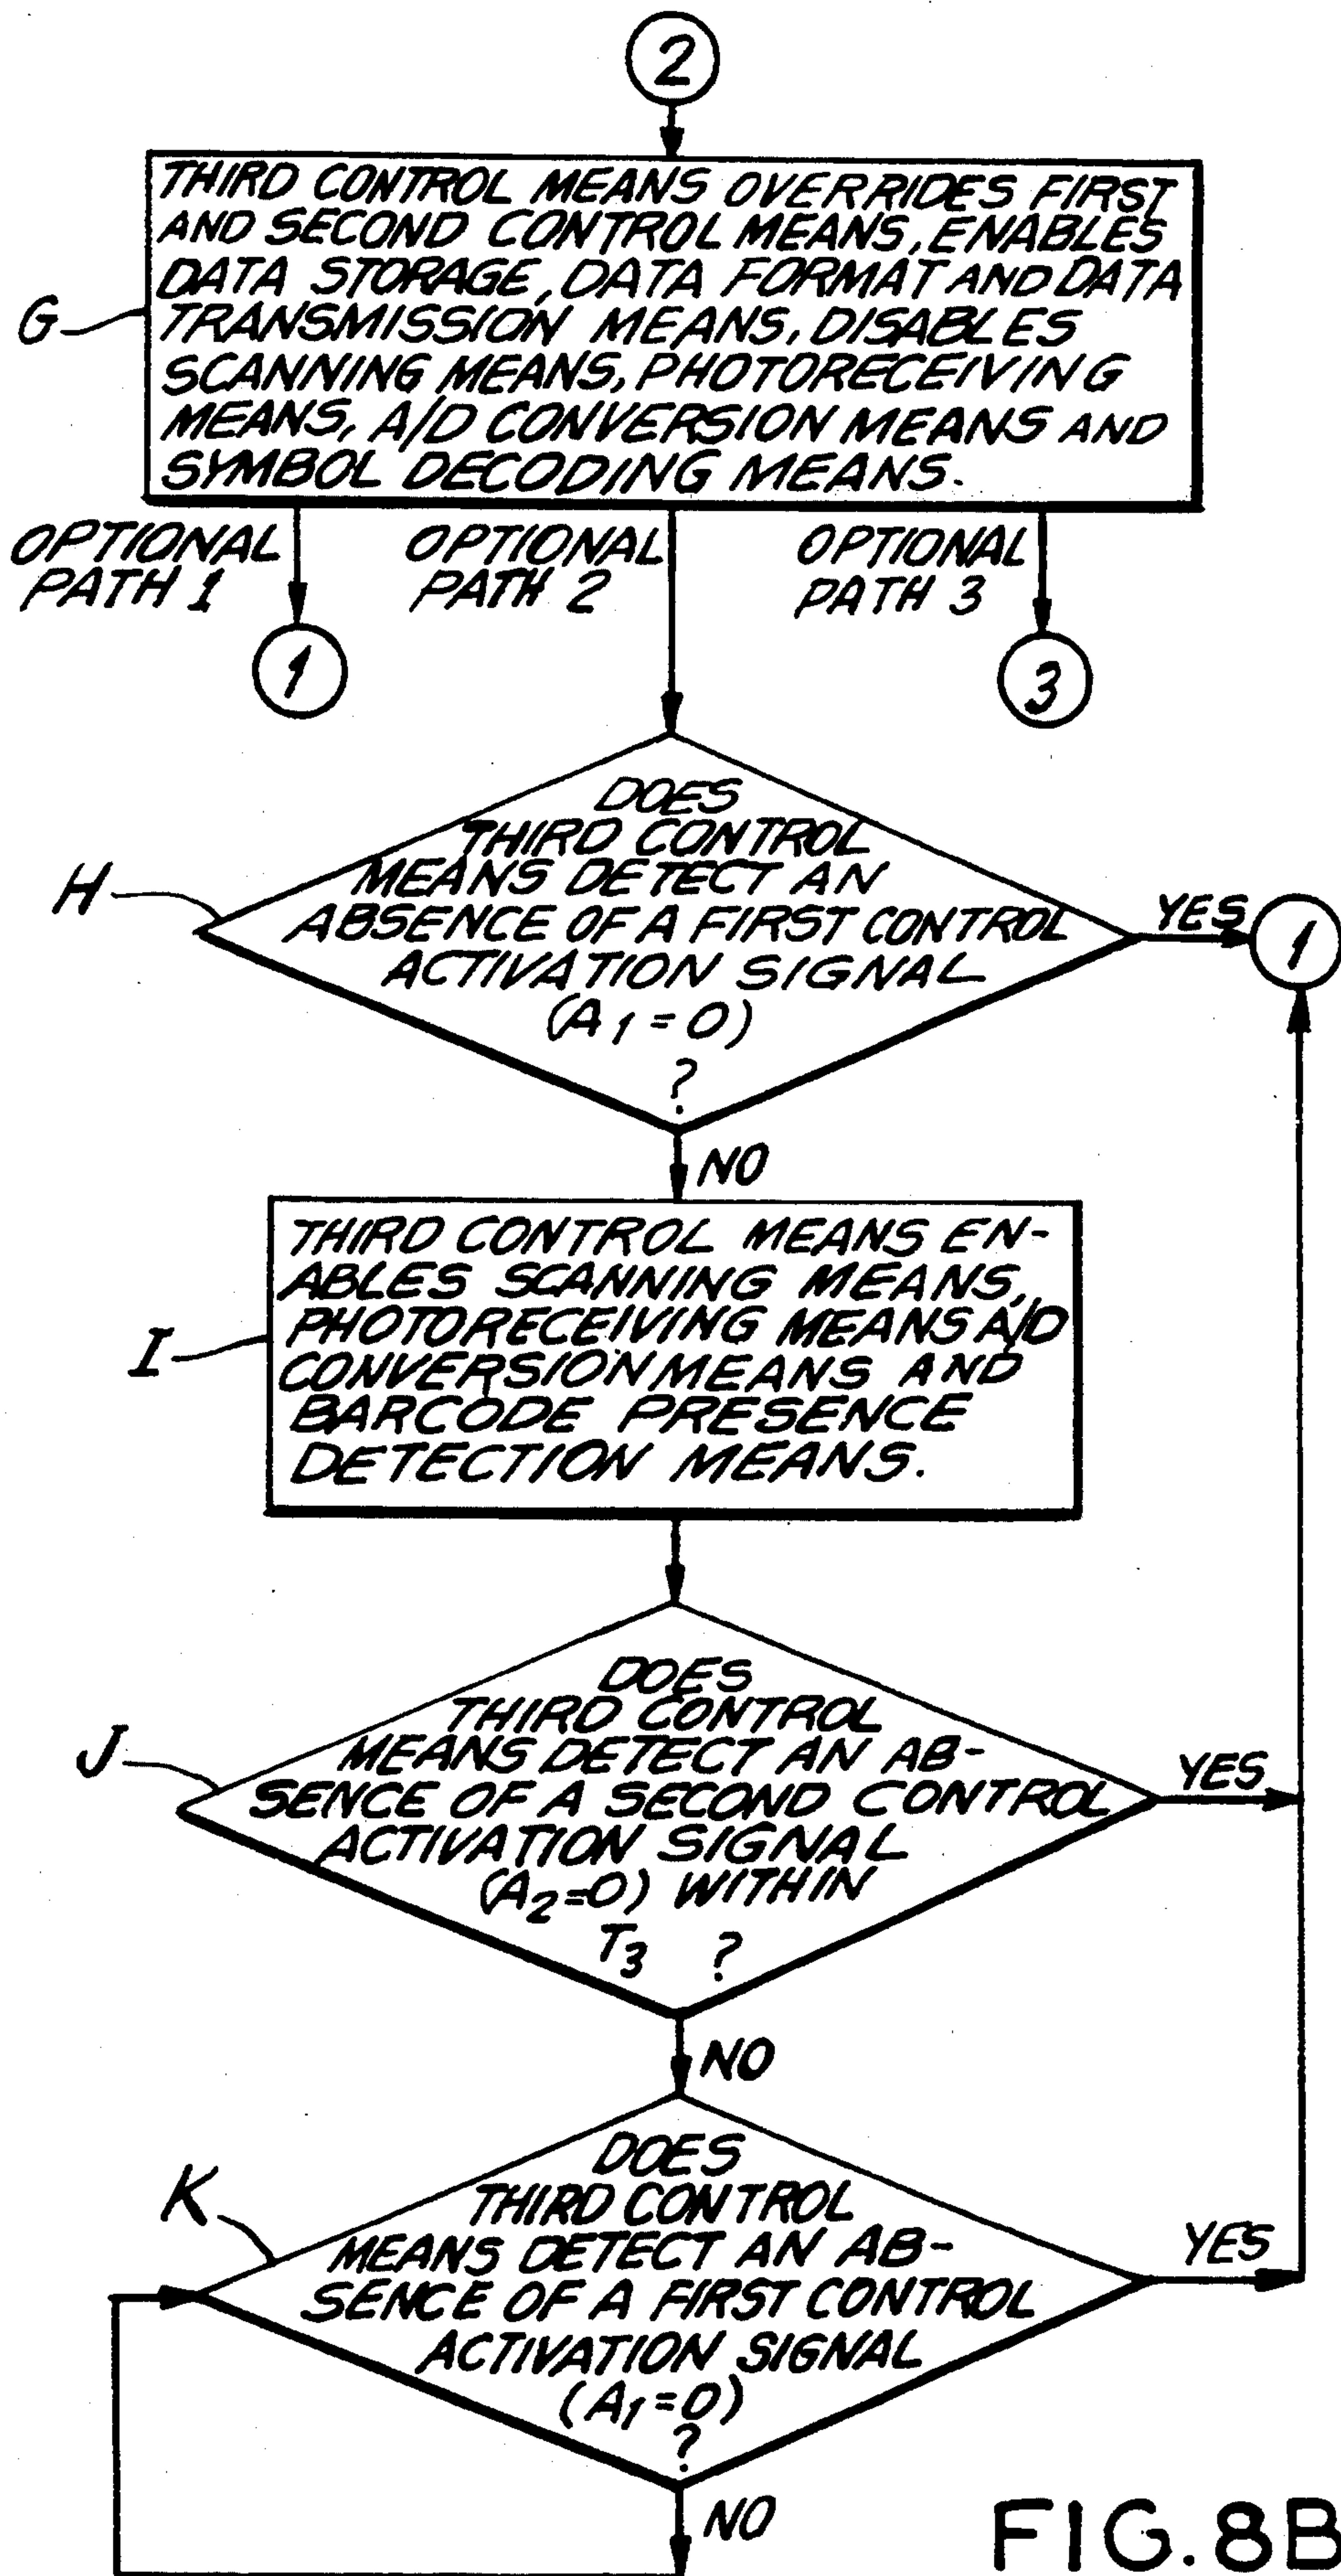 2
THIRD CONTROL MEANS OVERRIDES FIRST
AND SECOND CONTROL MEANS, ENABLES
DATA STORAGE, DATA FORMAT AND DATA
TRANSMISSION MEANS, DISABLES
SCANNING MEANS, PHOTORECEIVING
MEANS, A/D CONVERSION MEANS AND
SYMBOL DECODING MEANS.
G
OPTIONAL
PATH 1
OPTIONAL
PATH 2
OPTIONAL
PATH 3
1
3
DOES
THIRD CONTROL
MEANS DETECT AN
ABSENCE OF A FIRST CONTROL
ACTIVATION SIGNAL
(A1=0)
?
H
YES
1
NO
THIRD CONTROL MEANS EN-
ABLES SCANNING MEANS,
PHOTORECEIVING MEANS A/D
CONVERSION MEANS AND
BARCODE PRESENCE
DETECTION MEANS.
I
DOES
THIRD CONTROL
MEANS DETECT AN AB-
SENCE OF A SECOND CONTROL
ACTIVATION SIGNAL
(A2=0) WITHIN
T3 ?
J
YES
NO
DOES
THIRD CONTROL
MEANS DETECT AN AB-
SENCE OF A FIRST CONTROL
ACTIVATION SIGNAL
(A1=0)
?
K
YES
NO
FIG.8B